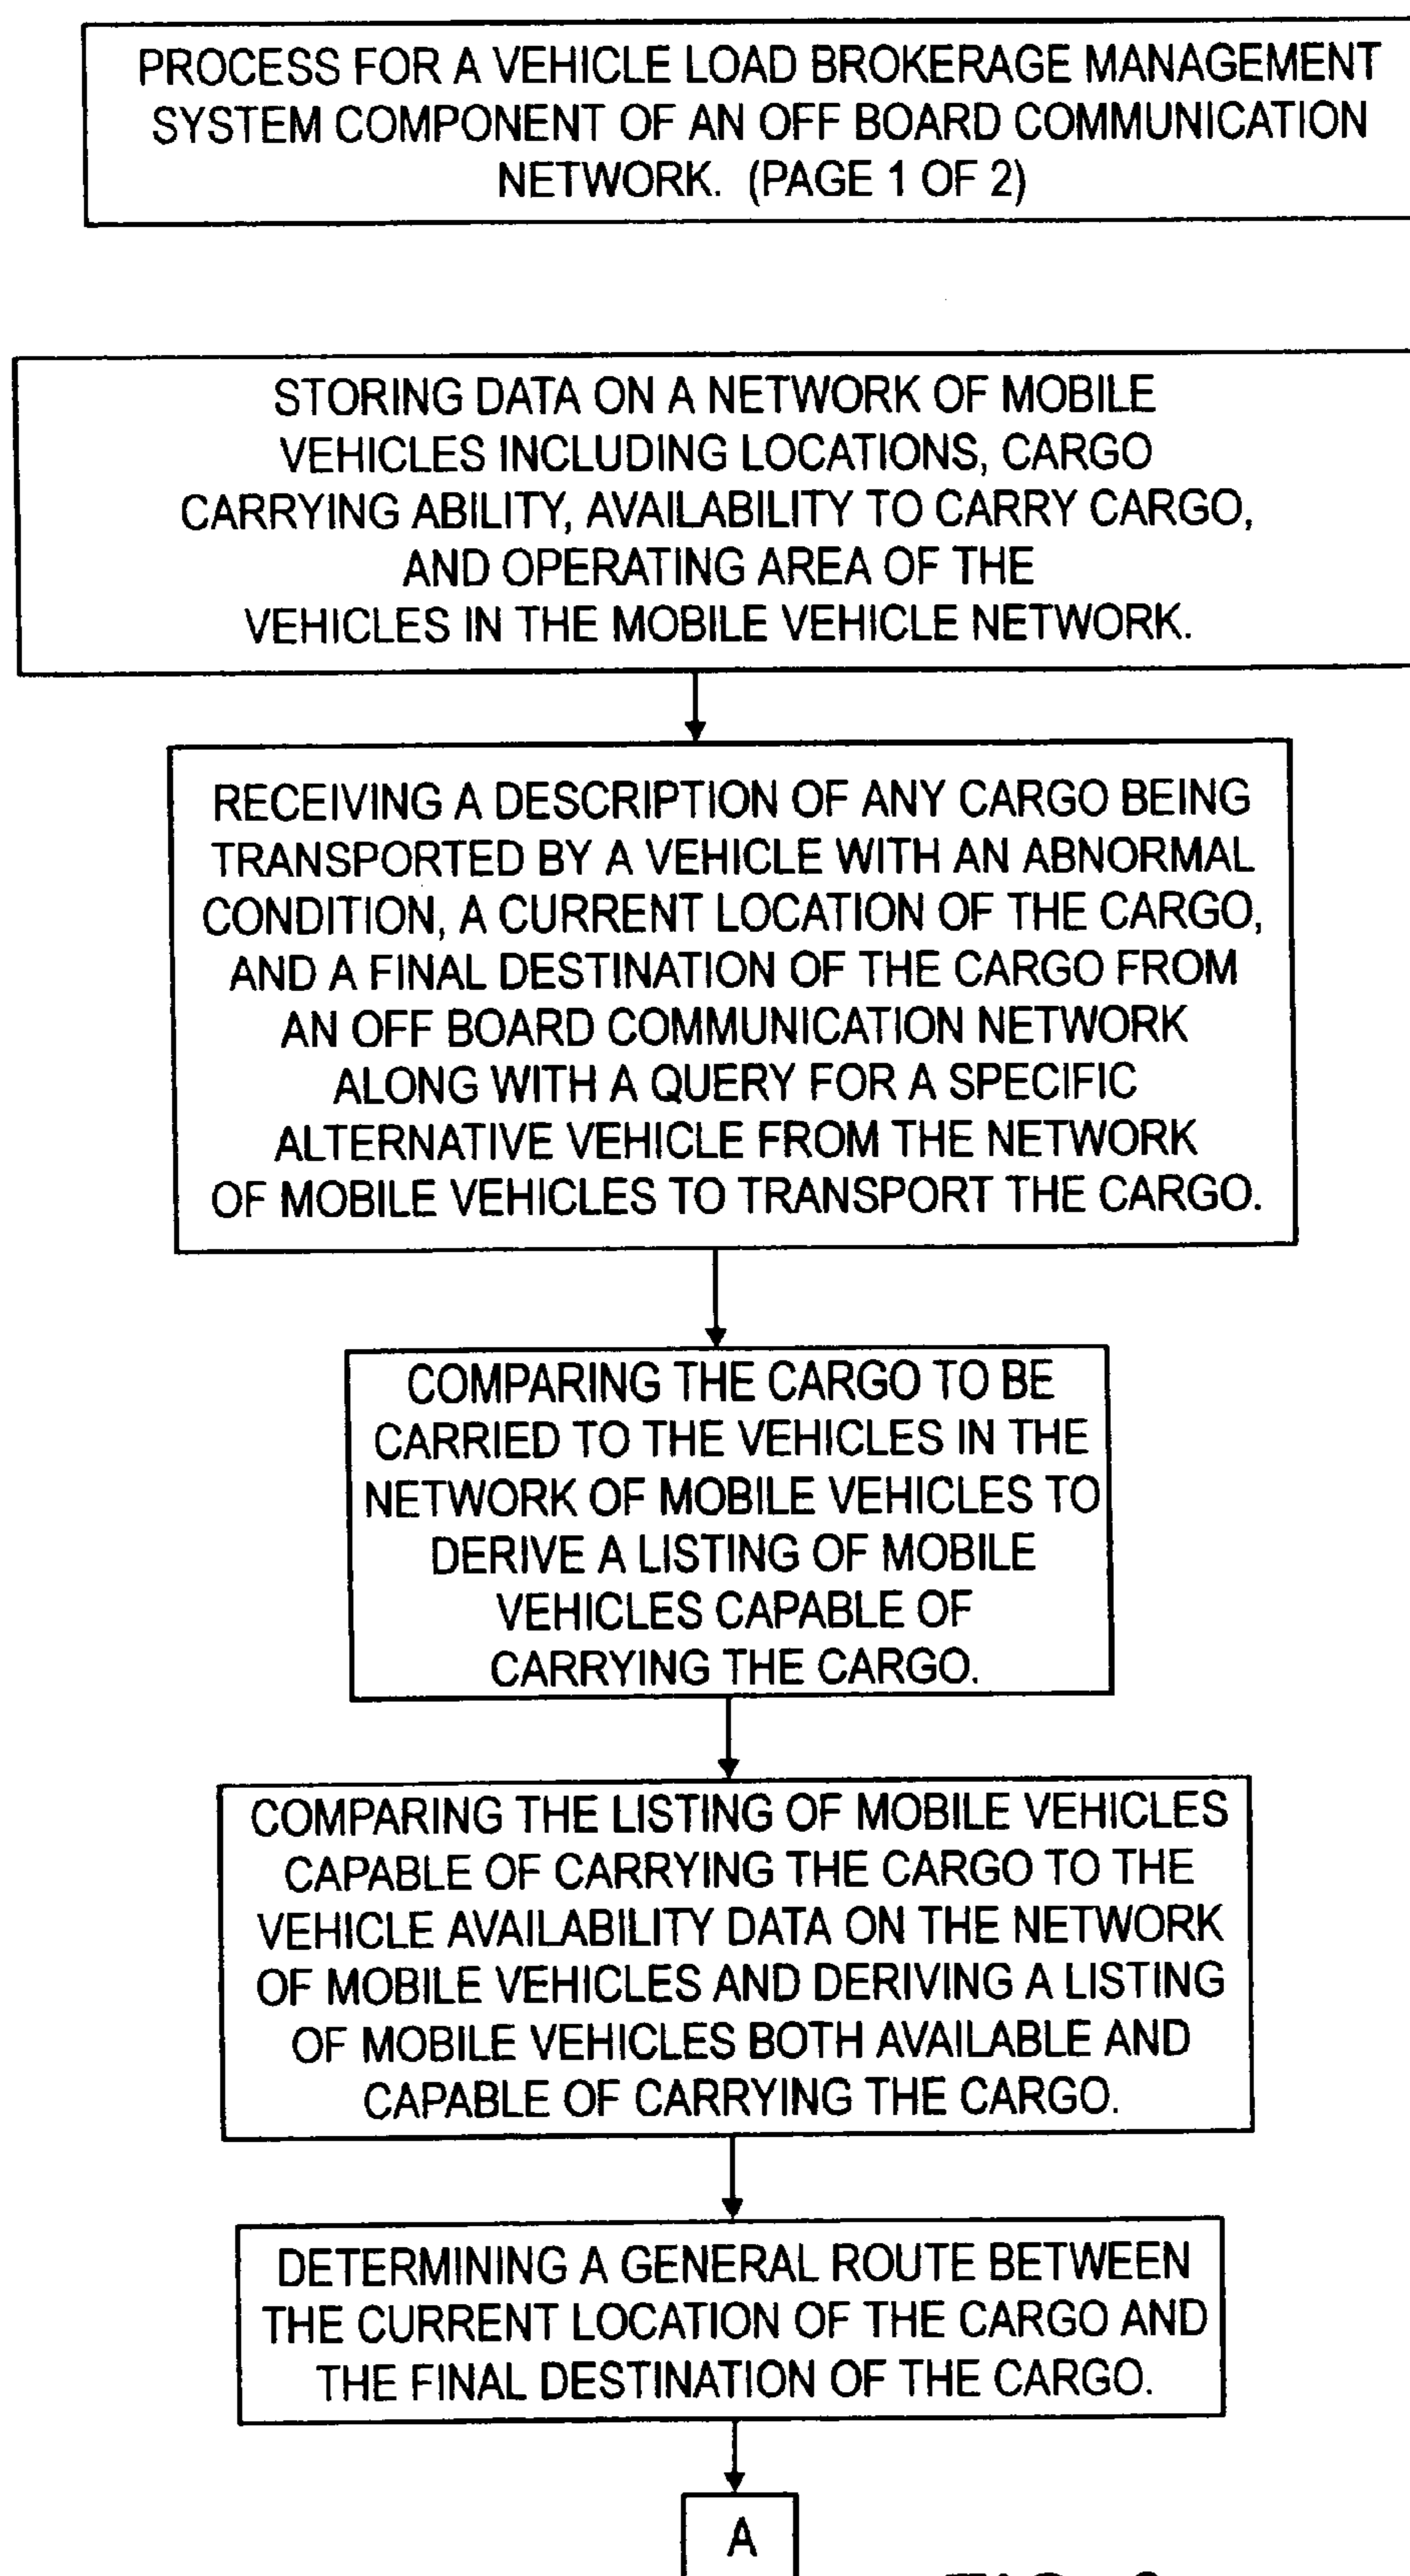 PROCESS FOR A VEHICLE LOAD BROKERAGE MANAGEMENT
SYSTEM COMPONENT OF AN OFF BOARD COMMUNICATION
NETWORK. (PAGE 1 OF 2)
STORING DATA ON A NETWORK OF MOBILE
VEHICLES INCLUDING LOCATIONS, CARGO
CARRYING ABILITY, AVAILABILITY TO CARRY CARGO,
AND OPERATING AREA OF THE
VEHICLES IN THE MOBILE VEHICLE NETWORK.
RECEIVING A DESCRIPTION OF ANY CARGO BEING
TRANSPORTED BY A VEHICLE WITH AN ABNORMAL
CONDITION, A CURRENT LOCATION OF THE CARGO,
AND A FINAL DESTINATION OF THE CARGO FROM
AN OFF BOARD COMMUNICATION NETWORK
ALONG WITH A QUERY FOR A SPECIFIC
ALTERNATIVE VEHICLE FROM THE NETWORK
OF MOBILE VEHICLES TO TRANSPORT THE CARGO.
COMPARING THE CARGO TO BE
CARRIED TO THE VEHICLES IN THE
NETWORK OF MOBILE VEHICLES TO
DERIVE A LISTING OF MOBILE
VEHICLES CAPABLE OF
CARRYING THE CARGO.
COMPARING THE LISTING OF MOBILE VEHICLES
CAPABLE OF CARRYING THE CARGO TO THE
VEHICLE AVAILABILITY DATA ON THE NETWORK
OF MOBILE VEHICLES AND DERIVING A LISTING
OF MOBILE VEHICLES BOTH AVAILABLE AND
CAPABLE OF CARRYING THE CARGO.
DETERMINING A GENERAL ROUTE BETWEEN
THE CURRENT LOCATION OF THE CARGO AND
THE FINAL DESTINATION OF THE CARGO.
A